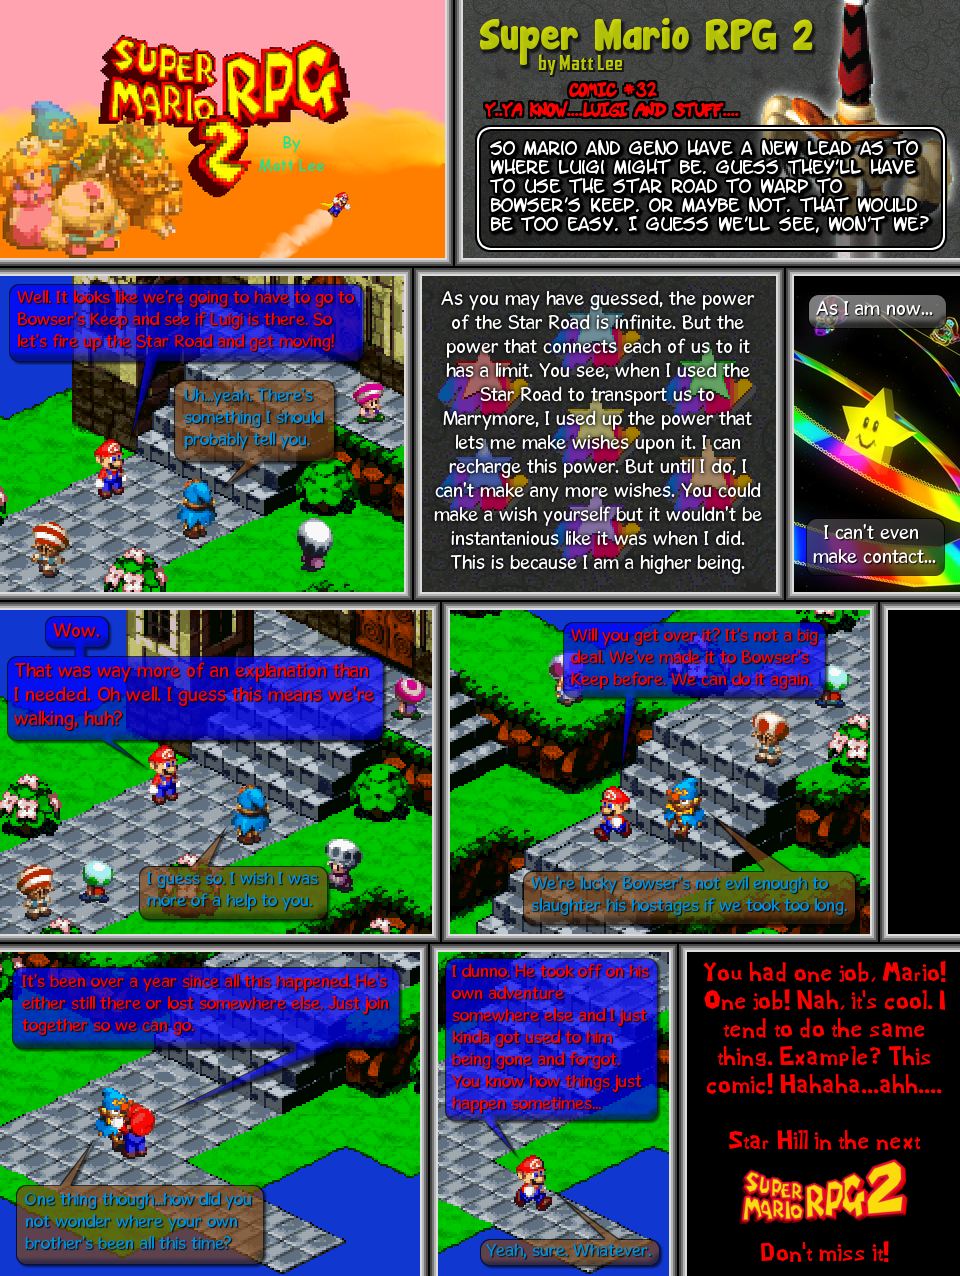 SUPER
MARIO
RPG
2
By
Matt Lee
Super Mario RPG 2
by Matt Lee
COMIC #32
Y..YA KNOW....LUIGI AND STUFF....
SO MARIO AND GENO HAVE A NEW LEAD AS TO
WHERE LUIGI MIGHT BE. GUESS THEY'LL HAVE
TO USE THE STAR ROAD TO WARP TO
BOWSER'S KEEP. OR MAYBE NOT. THAT WOULD
BE TOO EASY. I GUESS WE'LL SEE, WON'T WE?
Well. It looks like we're going to have to go to
Bowser's Keep and see if Luigi is there. So
let's fire up the Star Road and get moving!
Uh...yeah. There's
something I should
probably tell you.
As you may have guessed, the power
of the Star Road is infinite. But the
power that connects each of us to it
has a limit. You see, when I used the
Star Road to transport us to
Marrymore, I used up the power that
lets me make wishes upon it. I can
recharge this power. But until I do, I
can't make any more wishes. You could
make a wish yourself but it wouldn't be
instantanious like it was when I did.
This is because I am a higher being.
As I am now...
I can't even
make contact...
Wow.
That was way more of an explanation than
I needed. Oh well. I guess this means we're
walking, huh?
I guess so. I wish I was
more of a help to you.
Will you get over it? It's not a big
deal. We've made it to Bowser's
Keep before. We can do it again.
We're lucky Bowser's not evil enough to
slaughter his hostages if we took too long.
It's been over a year since all this happened. He's
either still there or lost somewhere else. Just join
together so we can go.
One thing though...how did you
not wonder where your own
brother's been all this time?
I dunno. He took off on his
own adventure
somewhere else and I just
kinda got used to him
being gone and forgot.
You know how things just
happen sometimes...
Yeah, sure. Whatever.
You had one job, Mario!
One job! Nah, it's cool. I
tend to do the same
thing. Example? This
comic! Hahaha...ahh....
Star Hill in the next
SUPER
MARIO RPG 2
Don't miss it!